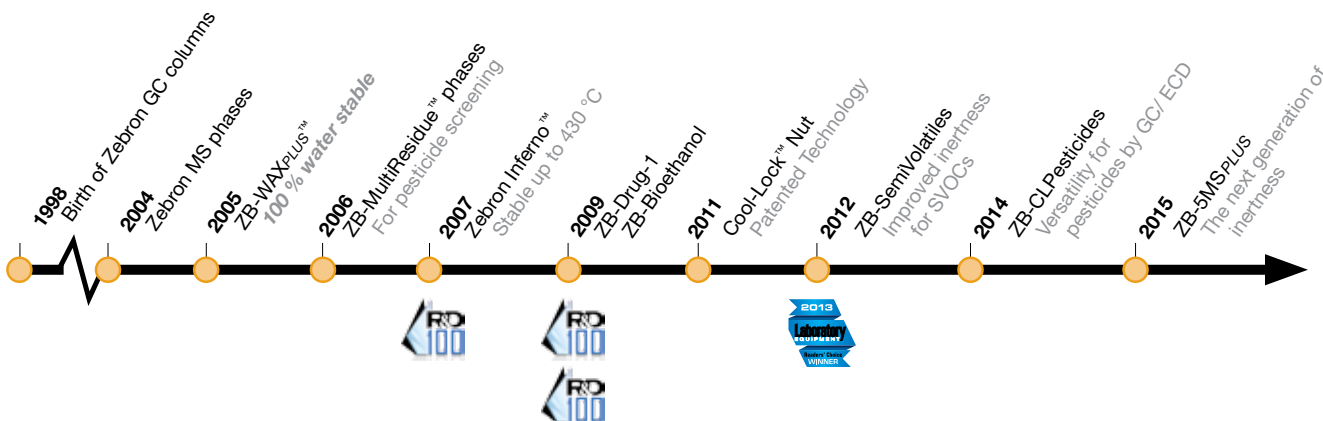 1998
Birth of Zebron GC columns
2004
Zebron MS phases
2005
ZB-WAXPLUS™
100 % water stable
2006
ZB-MultiResidue™ phases
For pesticide screening
2007
Zebron Inferno™
Stable up to 430 °C
2009
ZB-Drug-1
ZB-Bioethanol
2011
Cool-Lock™ Nut
Patented Technology
2012
ZB-SemiVolatiles
Improved inertness
for SVOCs
2014
ZB-CLPesticides
Versatility for
pesticides by GC/ ECD
2015
ZB-5MSPLUS
The next generation of
inertness
R&D
100
R&D
100
R&D
100
2013
Laboratory
EQUIPMENT
Readers' Choice
WINNER